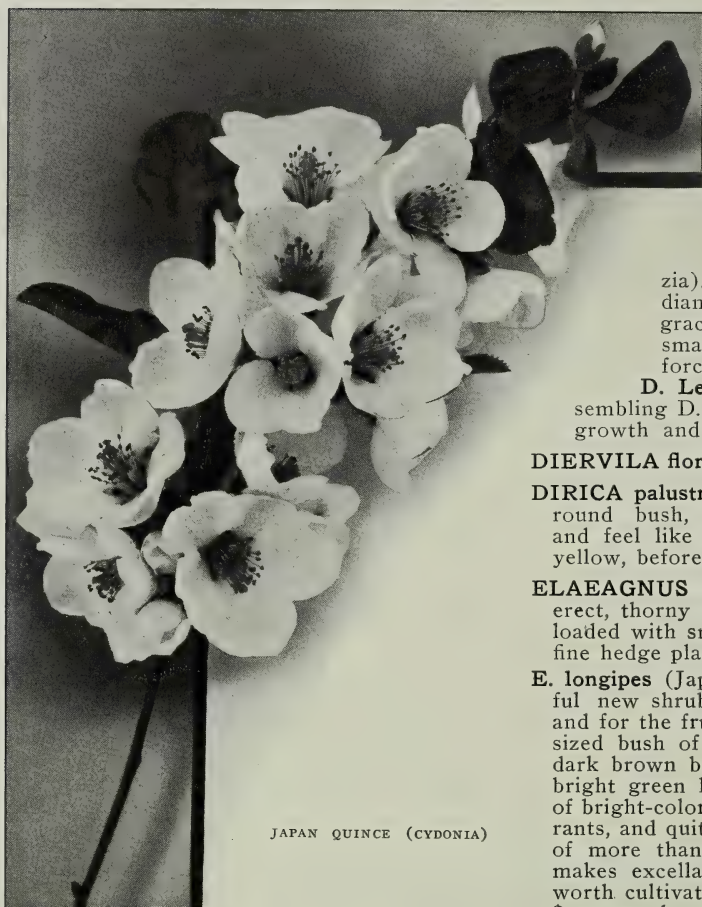 zia).
dian
grac
sma
forc
D. Le
sembling D.
growth and
DIERVILA flor
DIRICA palustr
round bush,
and feel like
yellow, before
ELAEAGNUS
erect, thorny
loaded with sn
fine hedge pla
E. longipes (Jap
ful new shrub
and for the fru
sized bush of
dark brown b
bright green l
of bright-color
rants, and quit
of more than
makes excella
worth cultivat
JAPAN QUINCE (CYDONIA)